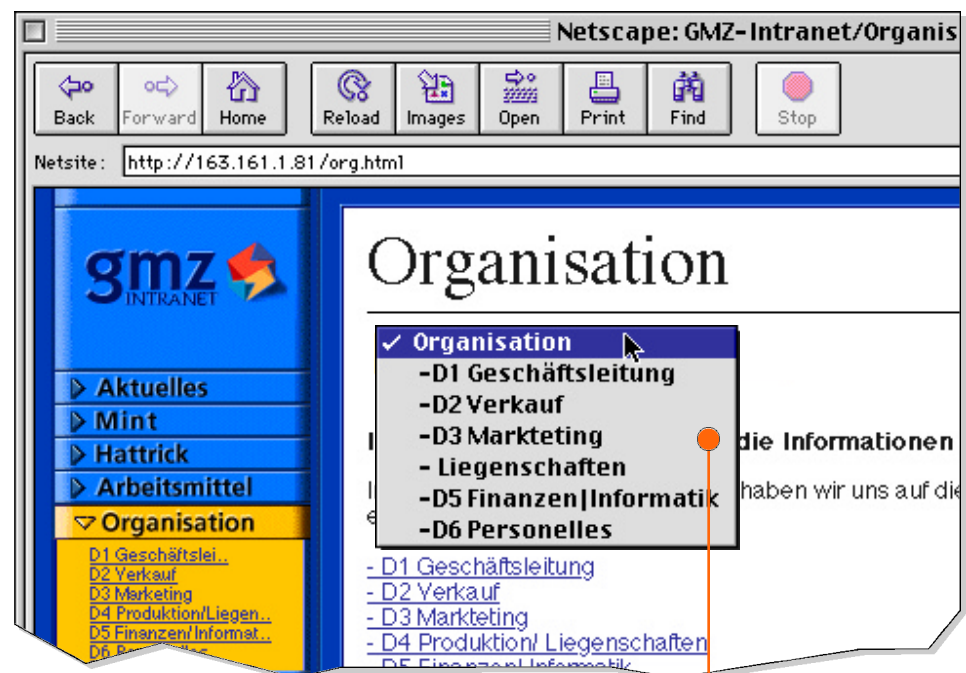 Netscape: GMZ-Intranet/Organis
Back Forward Home Reload Images Open Print Find Stop
Netsite: http://163.161.1.81/org.html
gmz
INTRANET
Aktuelles
Mint
Hattrick
Arbeitsmittel
Organisation
D1 Geschäftslei..
D2 Verkauf
D3 Marketing
D4 Produktion/Liegen..
D5 Finanzen/Informat..
Organisation
✓ Organisation
-D1 Geschäftsleitung
-D2 Verkauf
-D3 Markteting
- Liegenschaften
-D5 Finanzen|Informatik
-D6 Personelles
die Informationen
haben wir uns auf die
- D1 Geschäftsleitung
- D2 Verkauf
- D3 Markteting
- D4 Produktion/ Liegenschaften
- D5 Finanzen| Informatik